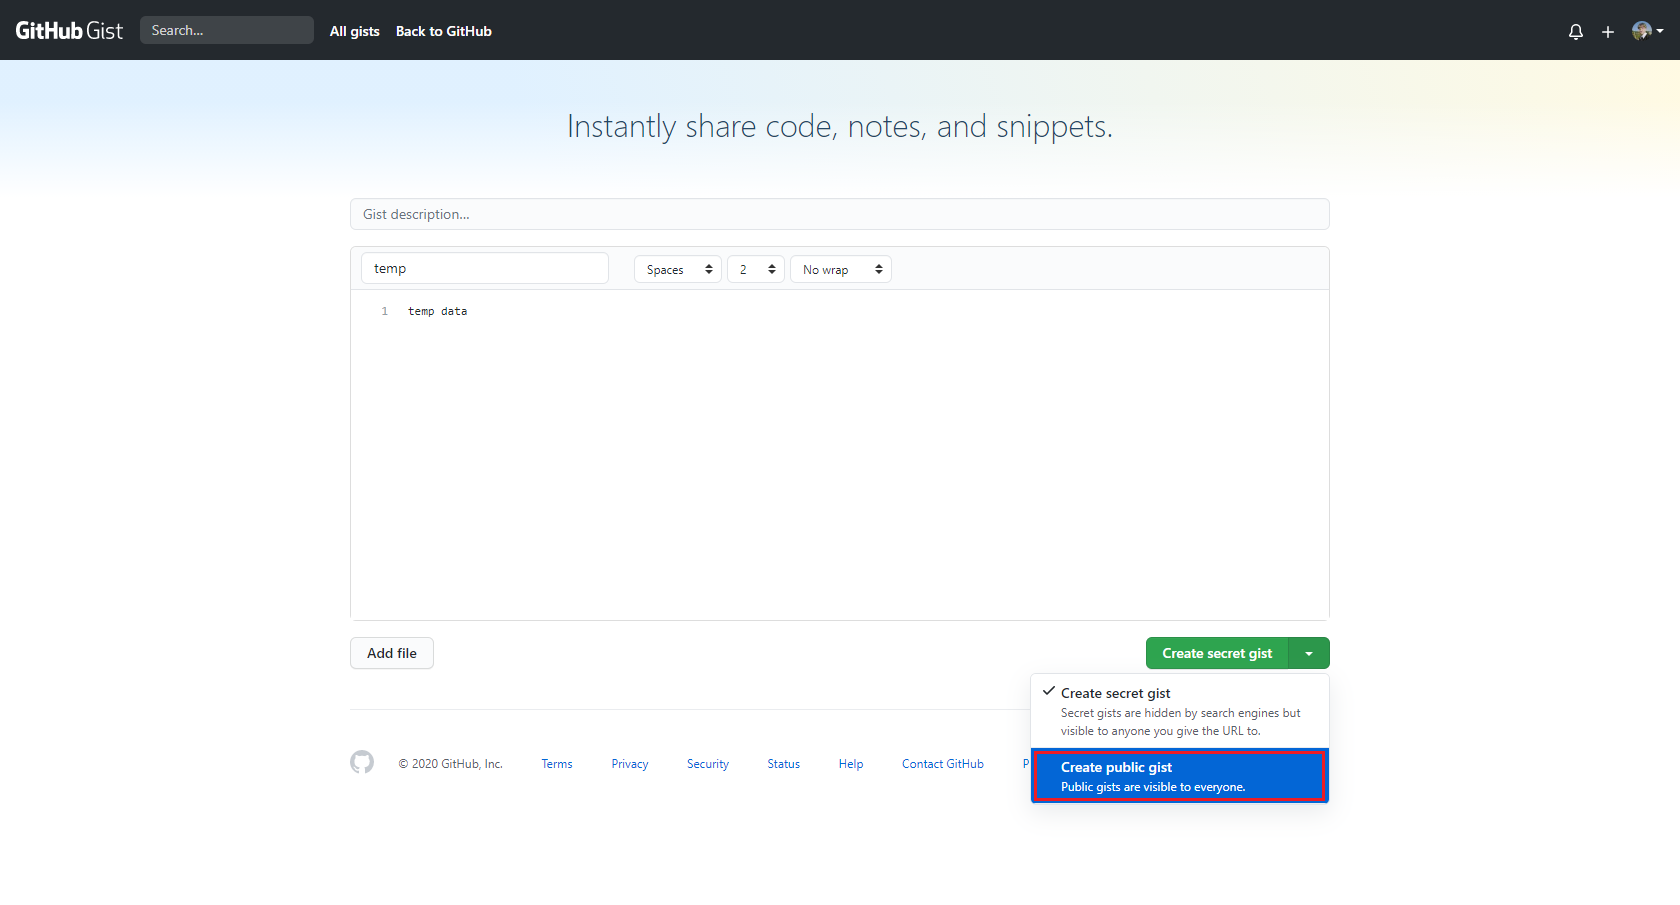 GitHub Gist
Search...
All gists
Back to GitHub
Instantly share code, notes, and snippets.
Gist description...
temp
Spaces
2
No wrap
1 temp data
Add file
Create secret gist
Create secret gist
Secret gists are hidden by search engines but
visible to anyone you give the URL to.
Create public gist
Public gists are visible to everyone.
© 2020 GitHub, Inc.
Terms
Privacy
Security
Status
Help
Contact GitHub
P